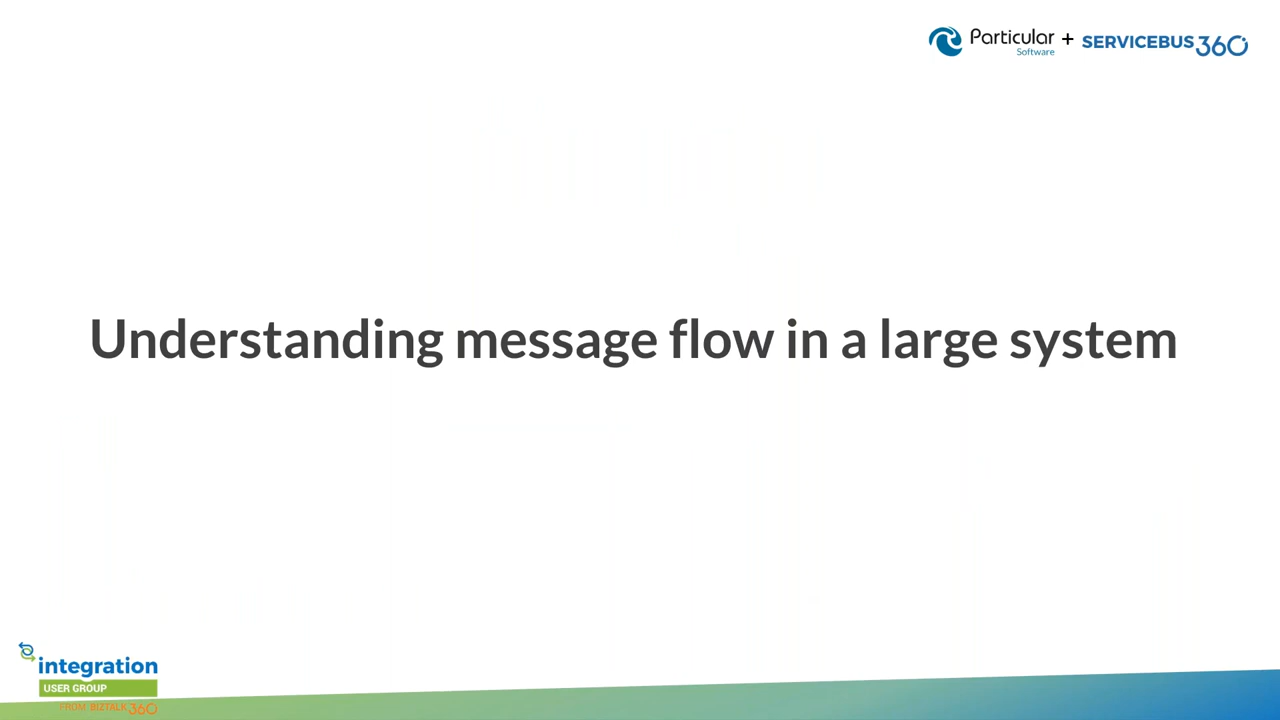 Particular + SERVICEBUS360
Software
Understanding message flow in a large system
integration
USER GROUP
FROM BIZTALK360